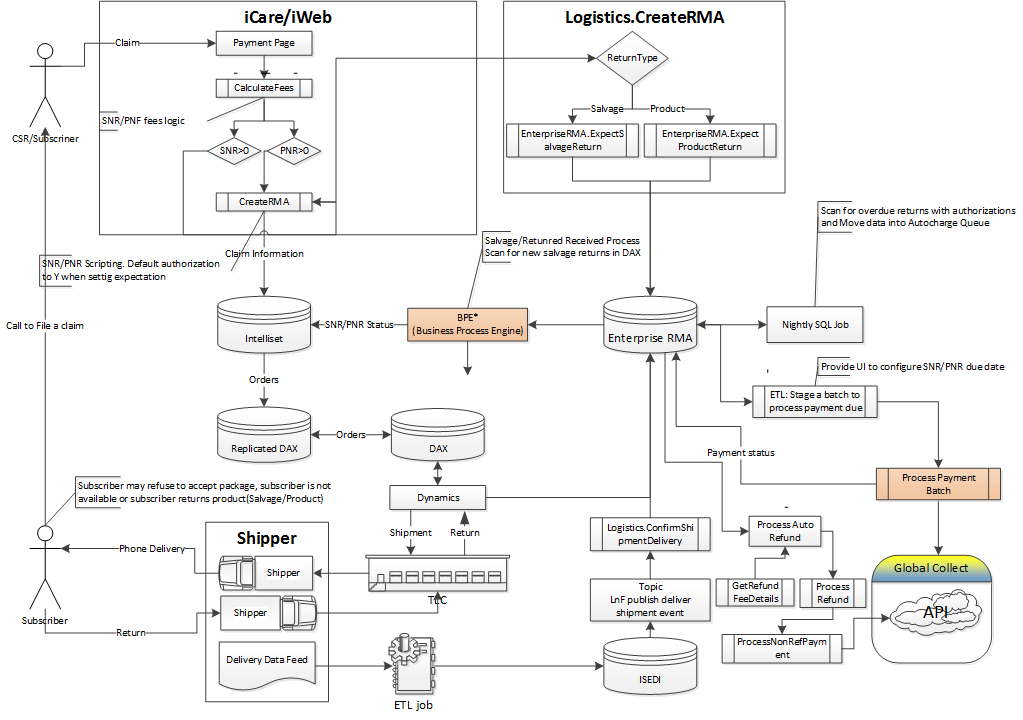 iCare/iWeb
Logistics.CreateRMA
Claim
Payment Page
ReturnType
CalculateFees
SNR/PNF fees logic
Salvage
Product
CSR/Subscriner
EnterpriseRMA.ExpectS
alvageReturn
EnterpriseRMA.Expect
ProductReturn
SNR>0
PNR>0
CreateRMA
Scan for overdue returns with authorizations
and Move data into Autocharge Queue
Salvage/Retunred Received Process
Scan for new salvage returns in DAX
Claim Information
SNR/PNR Scripting. Default authorization
to Y when settig expectation
Call to File a claim
Intelliset
SNR/PNR Status
BPE*
(Business Process Engine)
Enterprise RMA
Nightly SQL Job
Provide UI to configure SNR/PNR due date
Orders
ETL: Stage a batch to
process payment due
Replicated DAX
Orders
DAX
Payment status
Process Payment
Batch
Subscriber may refuse to accept package, subscriber is not
available or subscriber returns product(Salvage/Product)
Dynamics
Shipment
Return
Logistics.ConfirmShi
pmentDelivery
Process Auto
Refund
Shipper
Phone Delivery
Shipper
Global Collect
TLC
Topic
LnF publish deliver
shipment event
GetRefund
FeeDetails
Process
Refund
API
Subscriber
Shipper
Return
ProcessNonRefPaym
ent
Delivery Data Feed
ISEDI
ETL job